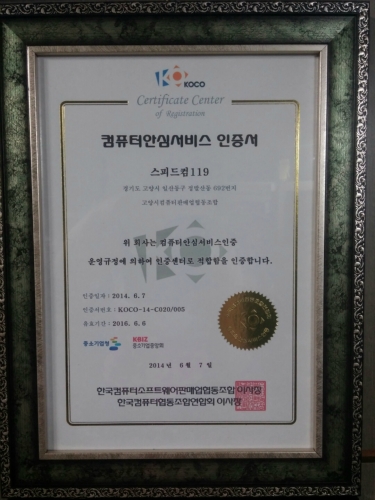 KOCO
Certificate Center
of Registration
컴퓨터안심서비스 인증서
스피드컴119
경기도 고양시 일산동구 장항산동 692번지
고양시컴퓨터판매업협동조합
위 회사는 컴퓨터안심서비스인증
운영규정에 의하여 인증센터로 적합함을 인증합니다.
인증일자 : 2014. 6. 7
인증사번호 : KOCO-14-C020/005
유효기간 : 2016. 6. 6
중소기업청 KBIZ
중소기업중앙회
2014년 6월 7일
한국컴퓨터소프트웨어판매업협동조합 이사장
한국컴퓨터협동조합연합회 이사장